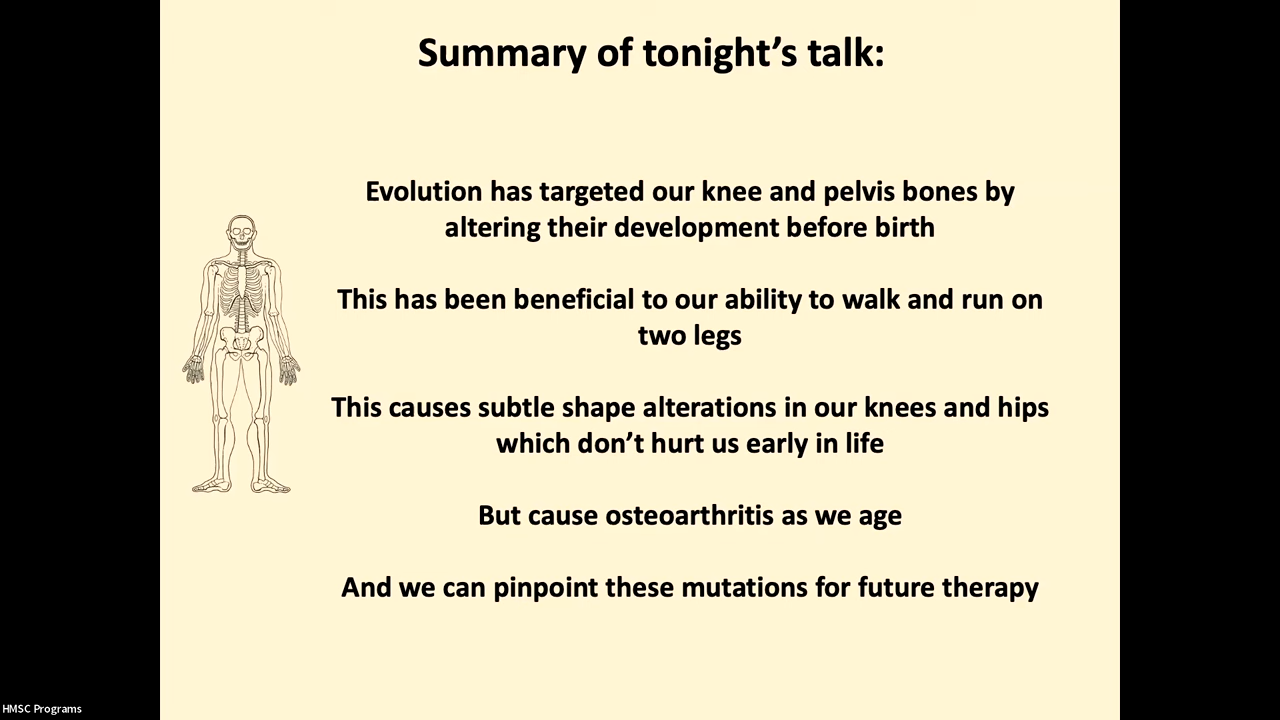 Summary of tonight’s talk:
Evolution has targeted our knee and pelvis bones by
altering their development before birth
This has been beneficial to our ability to walk and run on
two legs
This causes subtle shape alterations in our knees and hips
which don’t hurt us early in life
But cause osteoarthritis as we age
And we can pinpoint these mutations for future therapy
HMSC Programs